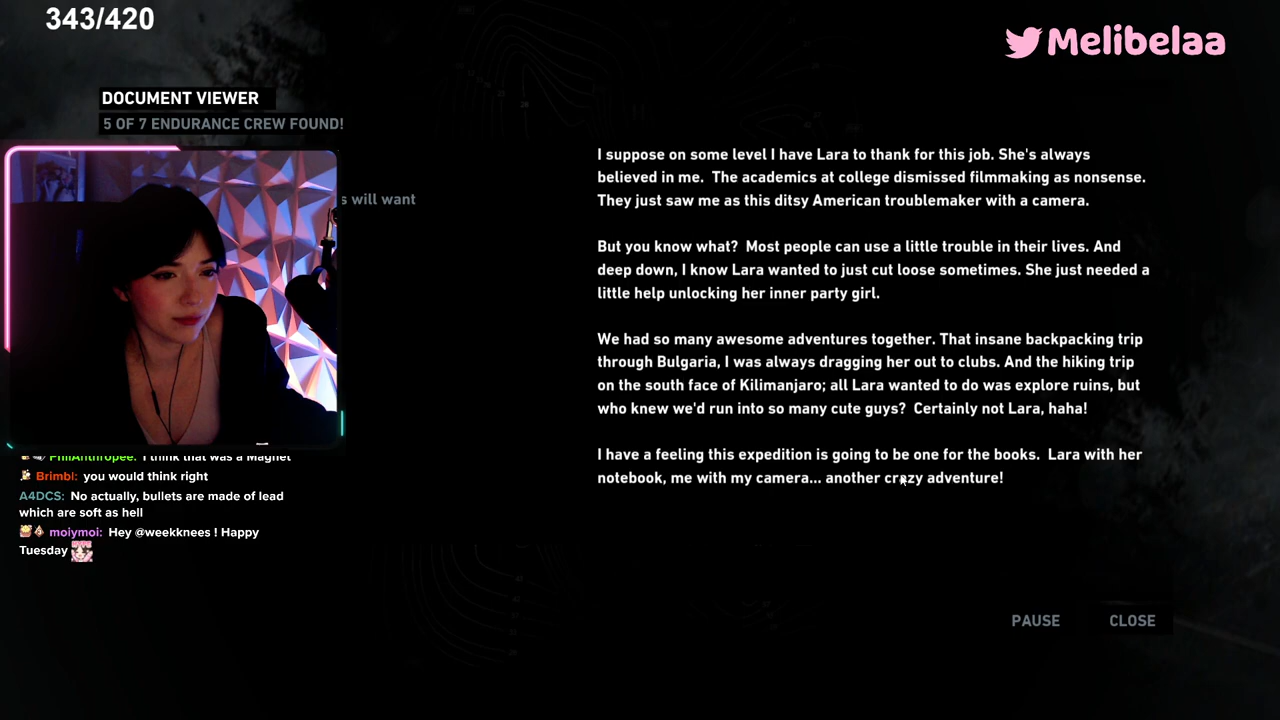 343/420
Melibelaa
DOCUMENT VIEWER
5 OF 7 ENDURANCE CREW FOUND!
s will want
I suppose on some level I have Lara to thank for this job. She's always
believed in me. The academics at college dismissed filmmaking as nonsense.
They just saw me as this ditsy American troublemaker with a camera.
But you know what? Most people can use a little trouble in their lives. And
deep down, I know Lara wanted to just cut loose sometimes. She just needed a
little help unlocking her inner party girl.
We had so many awesome adventures together. That insane backpacking trip
through Bulgaria, I was always dragging her out to clubs. And the hiking trip
on the south face of Kilimanjaro; all Lara wanted to do was explore ruins, but
who knew we'd run into so many cute guys? Certainly not Lara, haha!
I have a feeling this expedition is going to be one for the books. Lara with her
notebook, me with my camera... another crazy adventure!
PhilAnthropee: I think that was a Magnet
Brimbl: you would think right
A4DCS: No actually, bullets are made of lead
which are soft as hell
moiymoi: Hey @weekknees ! Happy
Tuesday
PAUSE
CLOSE